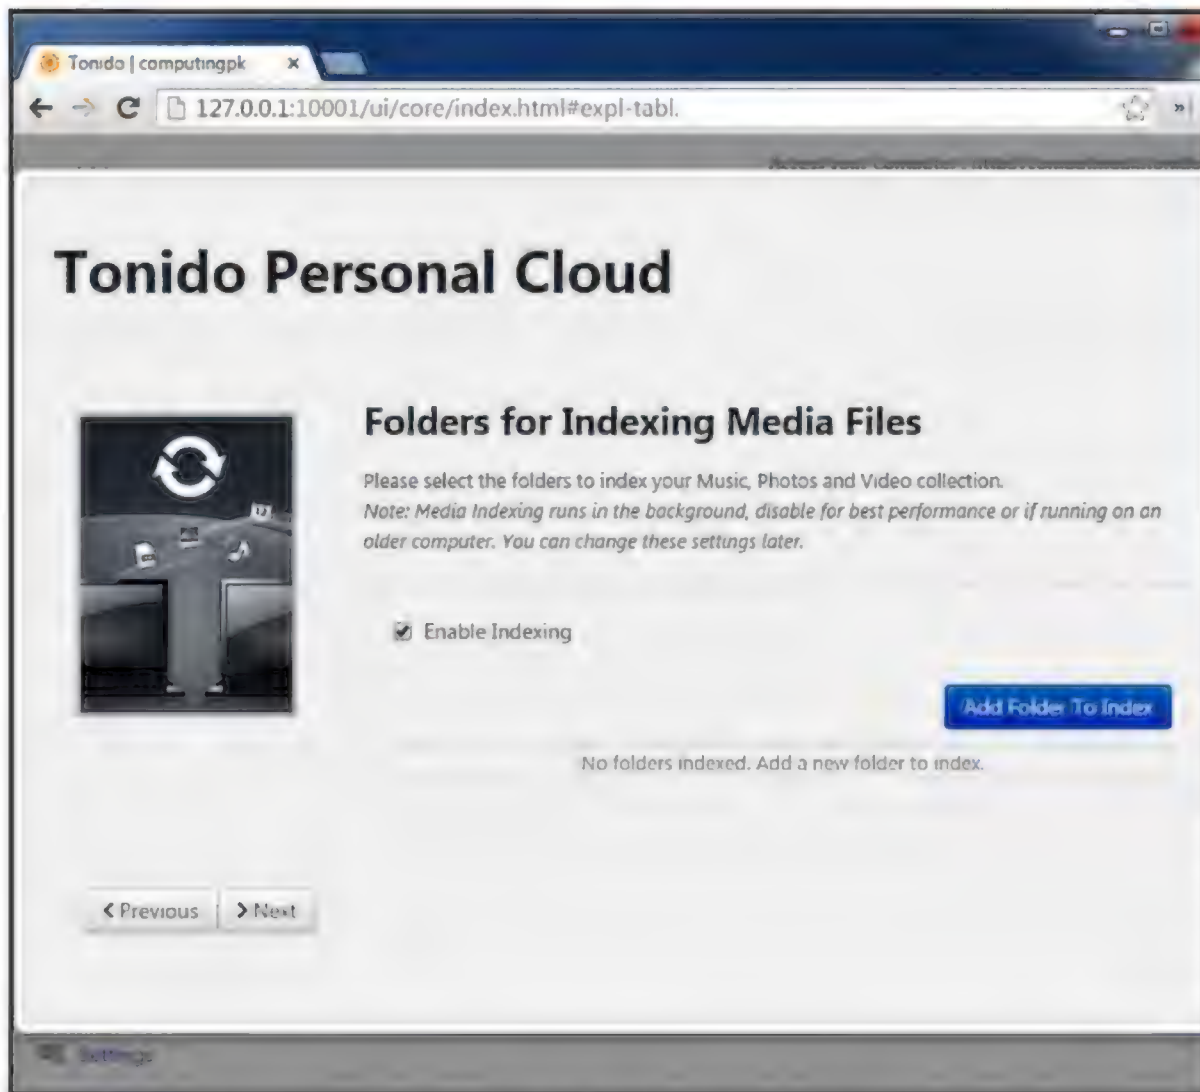 Tonido | computingpk
127.0.0.1:10001/ui/core/index.html#expl-tabl.
Tonido Personal Cloud
Folders for Indexing Media Files
Please select the folders to index your Music, Photos and Video collection.
Note: Media Indexing runs in the background, disable for best performance or if running on an
older computer. You can change these settings later.
Enable Indexing
Add Folder To Index
No folders indexed. Add a new folder to index.
Previous
Next
Settings